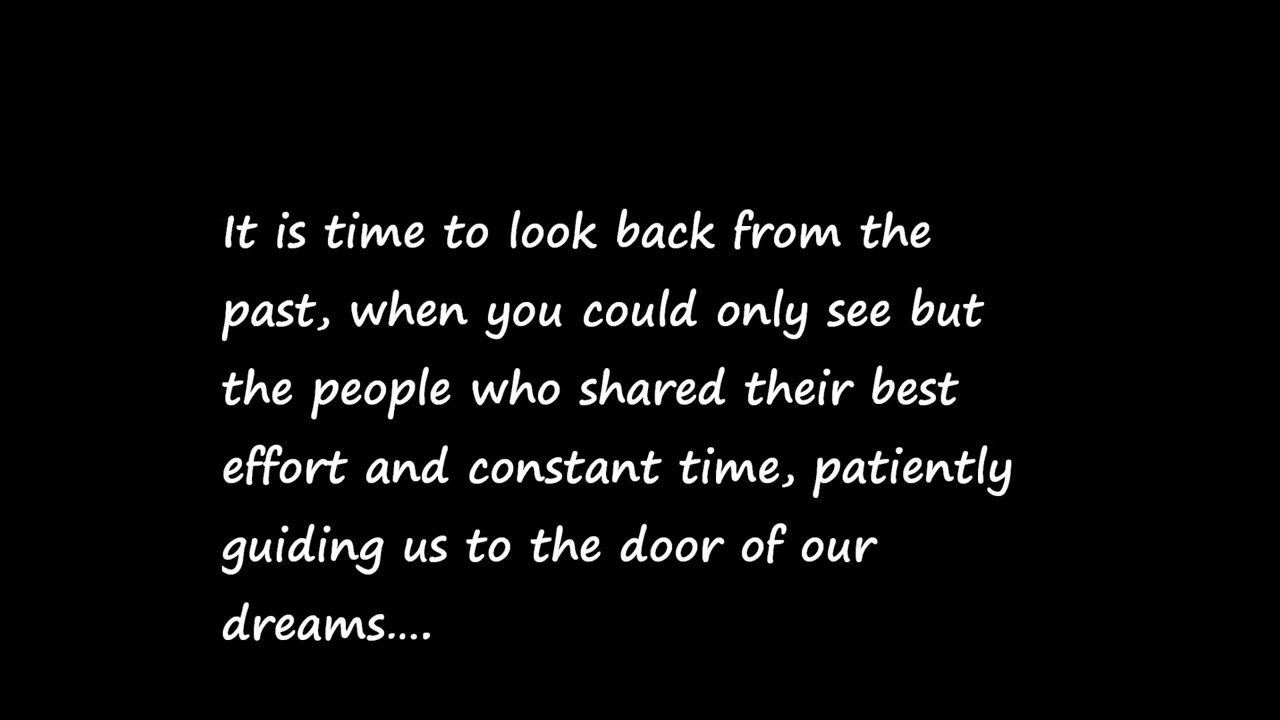 It is time to look back from the
past, when you could only see but
the people who shared their best
effort and constant time, patiently
guiding us to the door of our
dreams....